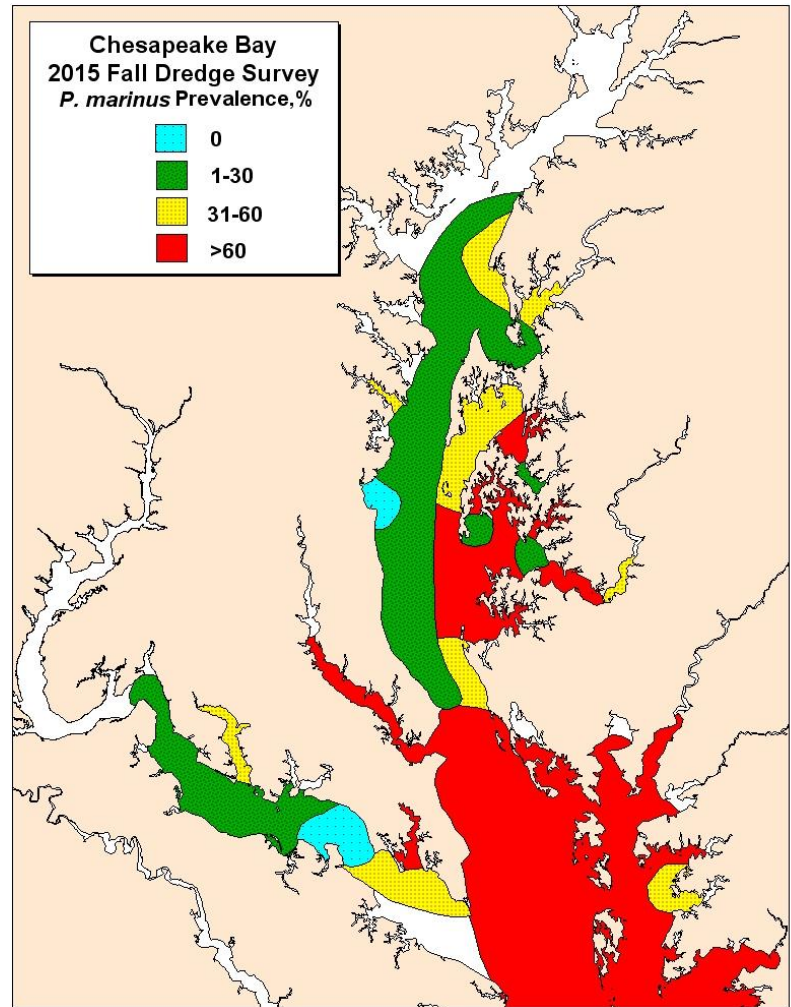 Chesapeake Bay
2015 Fall Dredge Survey
P. marinus Prevalence,%
0
1-30
31-60
>60